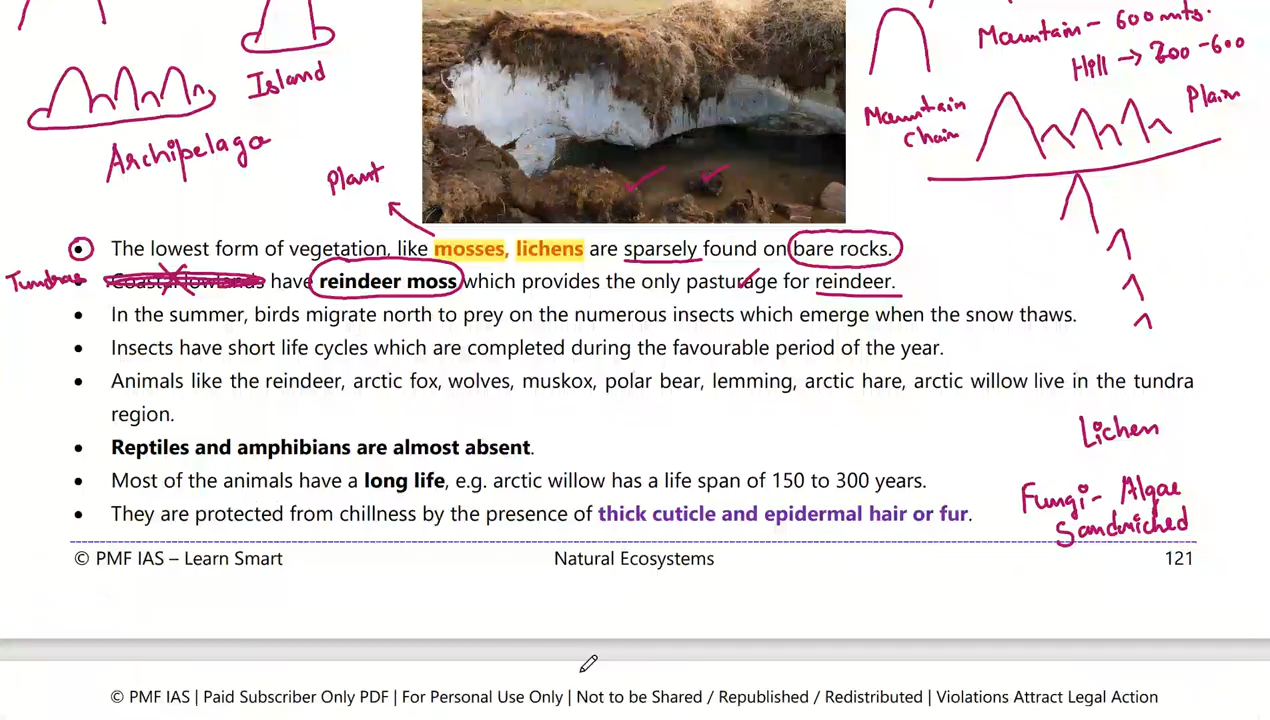 Mountain - 600 mts.
Hill → 300-600
Island
Mountain
Chain
Plain
Archipelago
Plant
• The lowest form of vegetation, like mosses, lichens are sparsely found on bare rocks.
Tundrae
• Coastal lowlands have reindeer moss which provides the only pasturage for reindeer.
• In the summer, birds migrate north to prey on the numerous insects which emerge when the snow thaws.
• Insects have short life cycles which are completed during the favourable period of the year.
• Animals like the reindeer, arctic fox, wolves, muskox, polar bear, lemming, arctic hare, arctic willow live in the tundra
region.
Lichen
• Reptiles and amphibians are almost absent.
• Most of the animals have a long life, e.g. arctic willow has a life span of 150 to 300 years.
Fungi- Algae
Sandwiched
• They are protected from chillness by the presence of thick cuticle and epidermal hair or fur.
© PMF IAS – Learn Smart Natural Ecosystems 121
© PMF IAS | Paid Subscriber Only PDF | For Personal Use Only | Not to be Shared / Republished / Redistributed | Violations Attract Legal Action